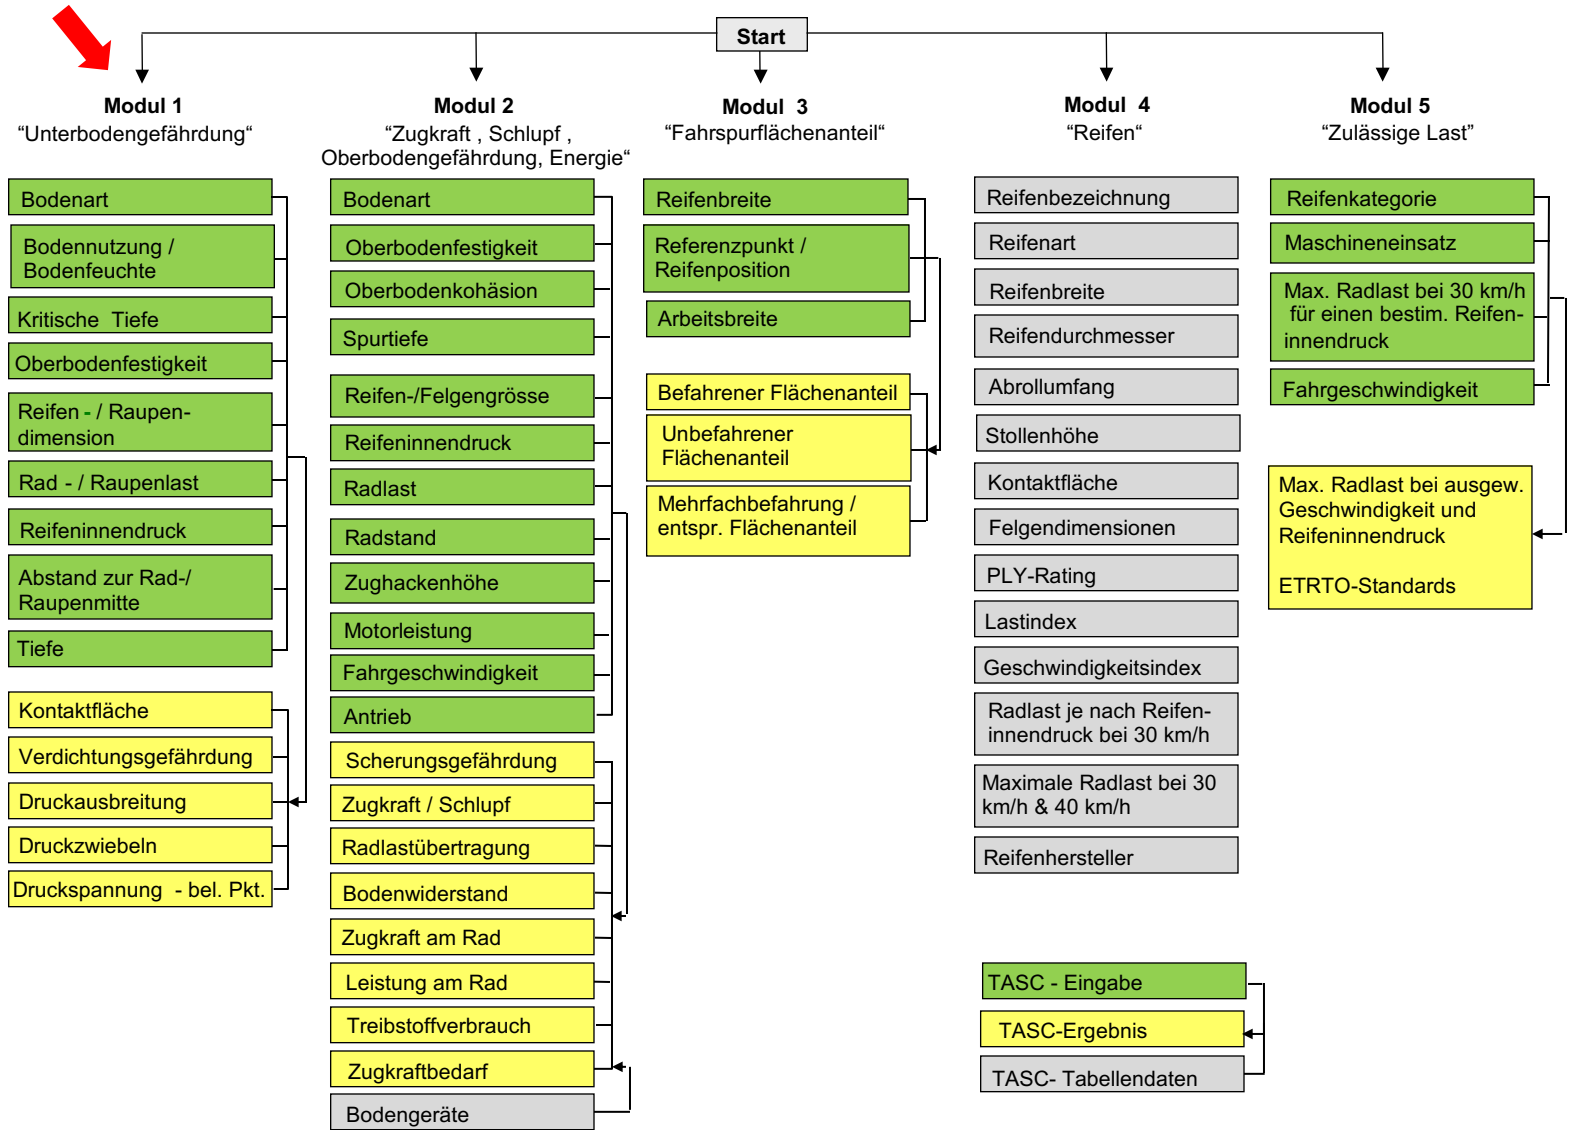 Start
Modul 1
“Unterbodengefährdung“
Bodenart
Bodennutzung /
Bodenfeuchte
Kritische Tiefe
Oberbodenfestigkeit
Reifen - / Raupen-
dimension
Rad - / Raupenlast
Reifeninnendruck
Abstand zur Rad-/
Raupenmitte
Tiefe
Kontaktfläche
Verdichtungsgefährdung
Druckausbreitung
Druckzwiebeln
Druckspannung - bel. Pkt.
Modul 2
“Zugkraft , Schlupf ,
Oberbodengefährdung, Energie“
Bodenart
Oberbodenfestigkeit
Oberbodenkohäsion
Spurtiefe
Reifen-/Felgengrösse
Reifeninnendruck
Radlast
Radstand
Zughackenhöhe
Motorleistung
Fahrgeschwindigkeit
Antrieb
Scherungsgefährdung
Zugkraft / Schlupf
Radlastübertragung
Bodenwiderstand
Zugkraft am Rad
Leistung am Rad
Treibstoffverbrauch
Zugkraftbedarf
Bodengeräte
Modul 3
“Fahrspurflächenanteil“
Reifenbreite
Referenzpunkt /
Reifenposition
Arbeitsbreite
Befahrener Flächenanteil
Unbefahrener
Flächenanteil
Mehrfachbefahrung /
entspr. Flächenanteil
Modul 4
“Reifen“
Reifenbezeichnung
Reifenart
Reifenbreite
Reifendurchmesser
Abrollumfang
Stollenhöhe
Kontaktfläche
Felgendimensionen
PLY-Rating
Lastindex
Geschwindigkeitsindex
Radlast je nach Reifen-
innendruck bei 30 km/h
Maximale Radlast bei 30
km/h & 40 km/h
Reifenhersteller
Modul 5
“Zulässige Last”
Reifenkategorie
Maschineneinsatz
Max. Radlast bei 30 km/h
für einen bestim. Reifen-
innendruck
Fahrgeschwindigkeit
Max. Radlast bei ausgew.
Geschwindigkeit und
Reifeninnendruck
ETRTO-Standards
TASC - Eingabe
TASC-Ergebnis
TASC- Tabellendaten